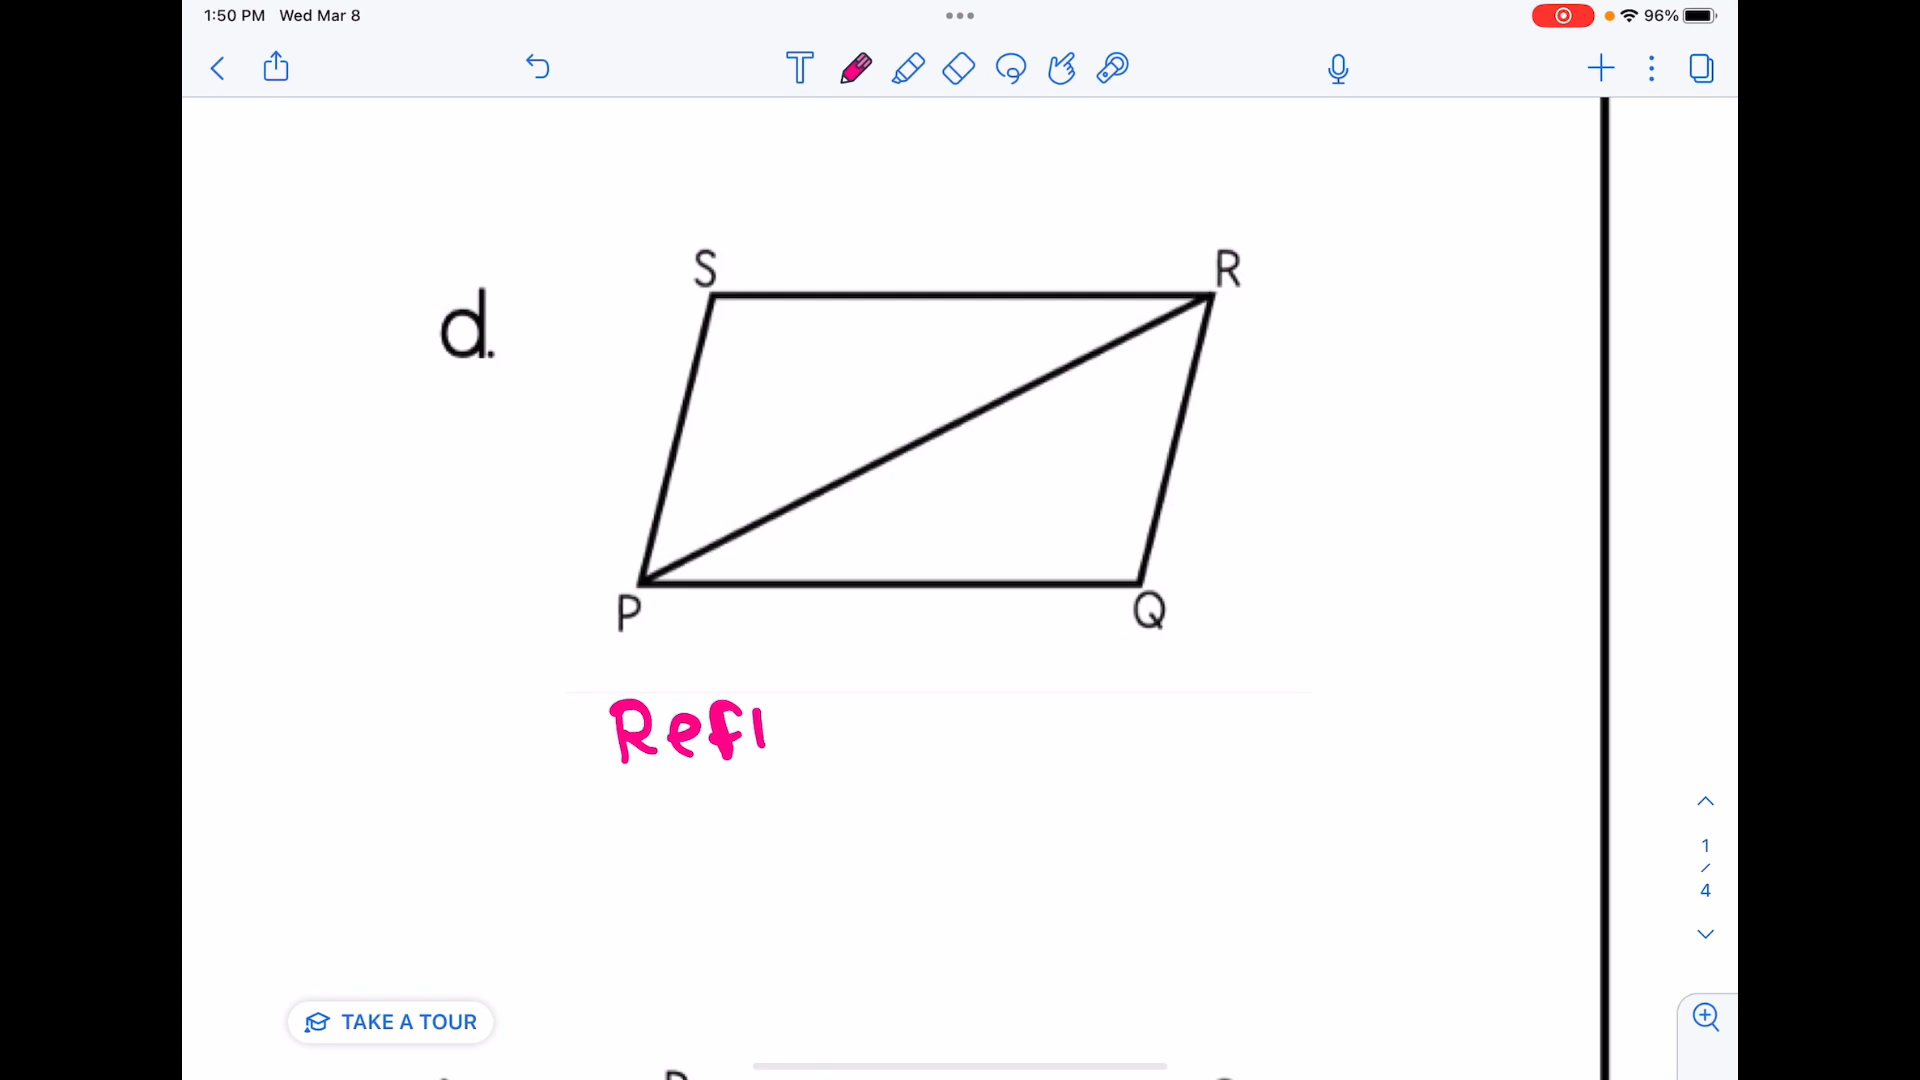 1:50 PM Wed Mar 8
96%
T
S R
d.
P Q
Refl
1
/
4
TAKE A TOUR